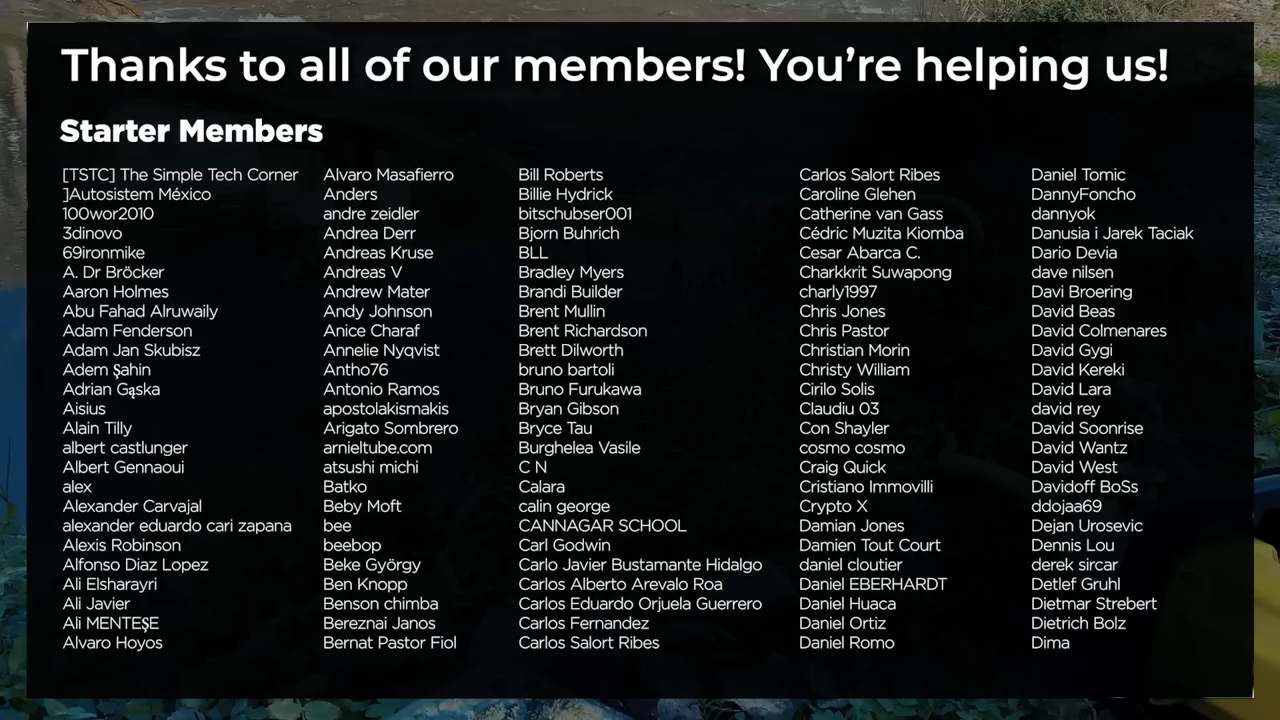 Thanks to all of our members! You're helping us!
Starter Members
[TSTC] The Simple Tech Corner
]Autosistem México
100wor2010
3dinovo
69ironmike
A. Dr Bröcker
Aaron Holmes
Abu Fahad Alruwaily
Adam Fenderson
Adam Jan Skubisz
Adem Şahin
Adrian Gąska
Aisius
Alain Tilly
albert castlunger
Albert Gennaoui
alex
Alexander Carvajal
alexander eduardo cari zapana
Alexis Robinson
Alfonso Diaz Lopez
Ali Elsharayri
Ali Javier
Ali MENTEŞE
Alvaro Hoyos
Alvaro Masafierro
Anders
andre zeidler
Andrea Derr
Andreas Kruse
Andreas V
Andrew Mater
Andy Johnson
Anice Charaf
Annelie Nyqvist
Antho76
Antonio Ramos
apostolakismakis
Arigato Sombrero
arnieltube.com
atsushi michi
Batko
Beby Moft
bee
beebop
Beke György
Ben Knopp
Benson chimba
Bereznai Janos
Bernat Pastor Fiol
Bill Roberts
Billie Hydrick
bitschubser001
Bjorn Buhrich
BLL
Bradley Myers
Brandi Builder
Brent Mullin
Brent Richardson
Brett Dilworth
bruno bartoli
Bruno Furukawa
Bryan Gibson
Bryce Tau
Burghelea Vasile
C N
Calara
calin george
CANNAGAR SCHOOL
Carl Godwin
Carlo Javier Bustamante Hidalgo
Carlos Alberto Arevalo Roa
Carlos Eduardo Orjuela Guerrero
Carlos Fernandez
Carlos Salort Ribes
Carlos Salort Ribes
Caroline Glehen
Catherine van Gass
Cédric Muzita Kiomba
Cesar Abarca C.
Charkkrit Suwapong
charly1997
Chris Jones
Chris Pastor
Christian Morin
Christy William
Cirilo Solis
Claudiu 03
Con Shayler
cosmo cosmo
Craig Quick
Cristiano Immovilli
Crypto X
Damian Jones
Damien Tout Court
daniel cloutier
Daniel EBERHARDT
Daniel Huaca
Daniel Ortiz
Daniel Romo
Daniel Tomic
DannyFoncho
dannyok
Danusia i Jarek Taciak
Dario Devia
dave nilsen
Davi Broering
David Beas
David Colmenares
David Gygi
David Kereki
David Lara
david rey
David Soonrise
David Wantz
David West
Davidoff BoSs
ddojaa69
Dejan Urosevic
Dennis Lou
derek sircar
Detlef Gruhl
Dietmar Strebert
Dietrich Bolz
Dima